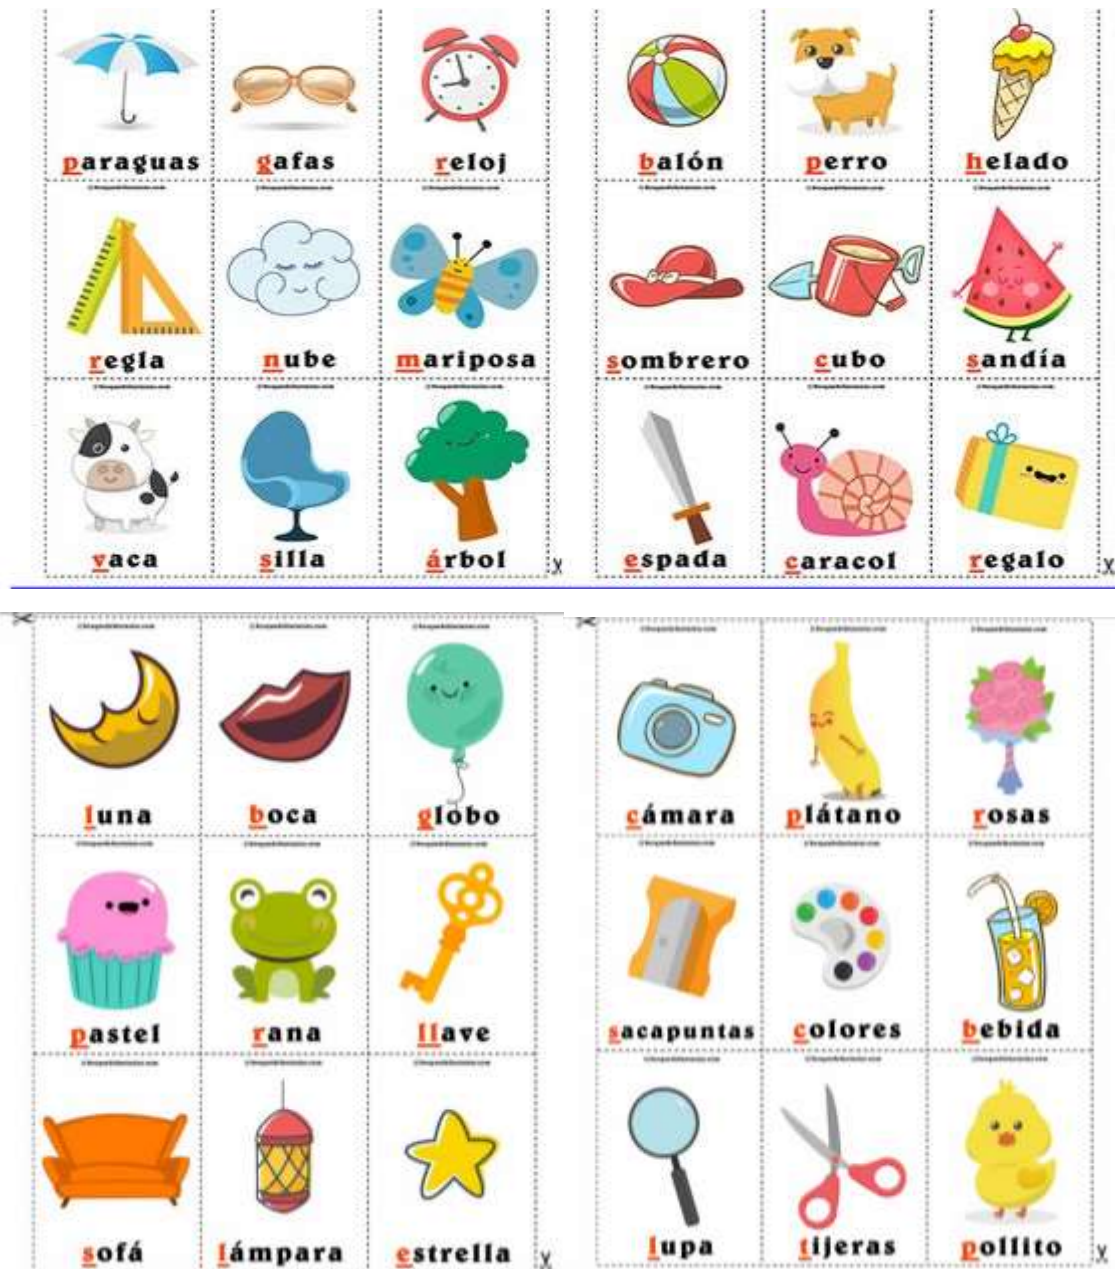 paraguas gafas reloj
balón perro helado
regla nube mariposa
sombrero cubo sandía
vaca silla árbol
espada caracol regalo
luna boca globo
cámara plátano rosas
pastel rana llave
sacapuntas colores bebida
sofá lámpara estrella
lupa tijeras pollito